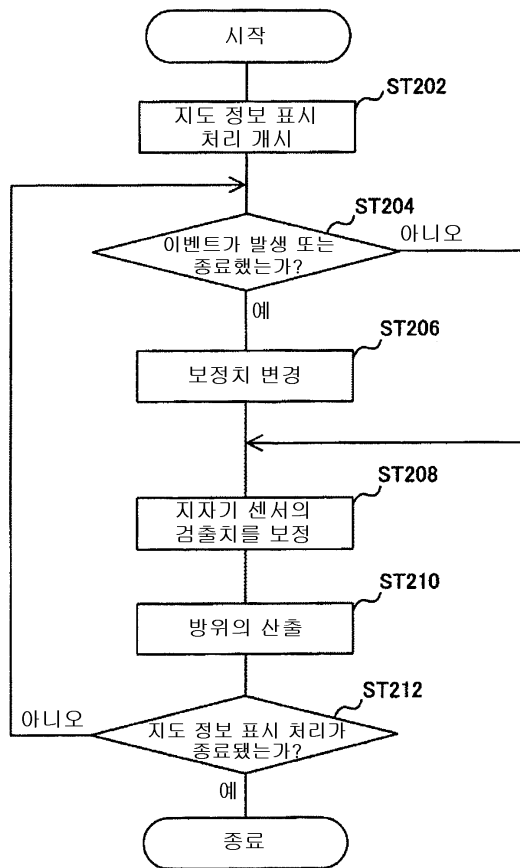 시작
ST202
지도 정보 표시
처리 개시
ST204
이벤트가 발생 또는
종료했는가?
아니오
예
ST206
보정치 변경
ST208
지자기 센서의
검출치를 보정
ST210
방위의 산출
ST212
지도 정보 표시 처리가
종료됐는가?
아니오
예
종료